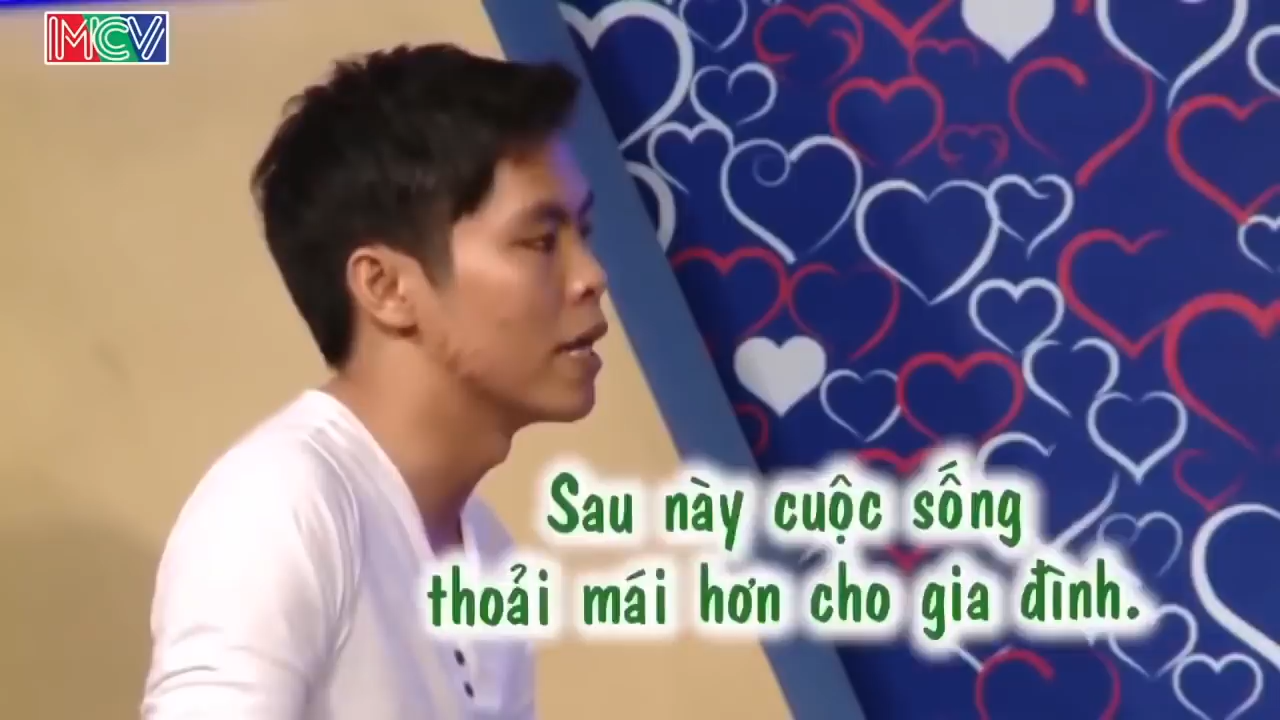 MCV
Sau này cuộc sống
thoải mái hơn cho gia đình.